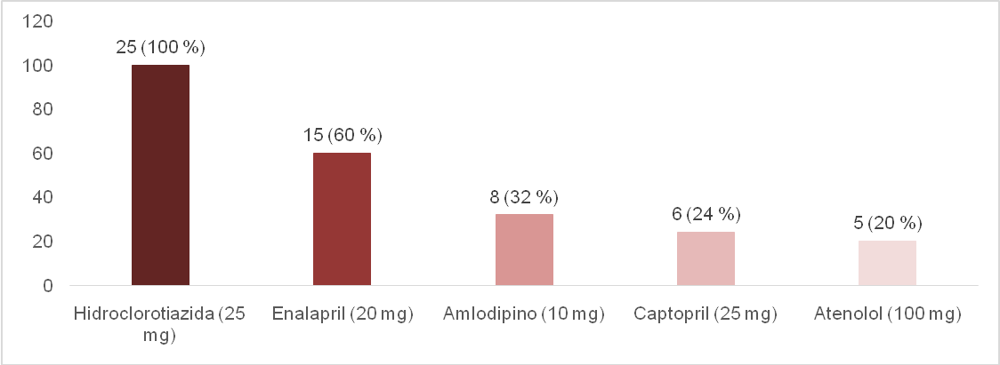 120
100
80
60
40
20
0
25 (100 %)
15 (60 %)
8 (32 %)
6 (24 %)
5 (20 %)
Hidroclorotiazida (25
mg)
Enalapril (20 mg)
Amlodipino (10 mg)
Captopril (25 mg)
Atenolol (100 mg)